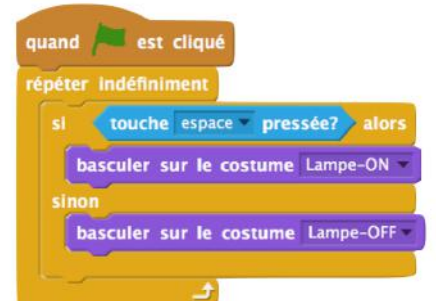 quand est cliqué
répéter indéfiniment
si touche espace pressée? alors
basculer sur le costume Lampe-ON
sinon
basculer sur le costume Lampe-OFF